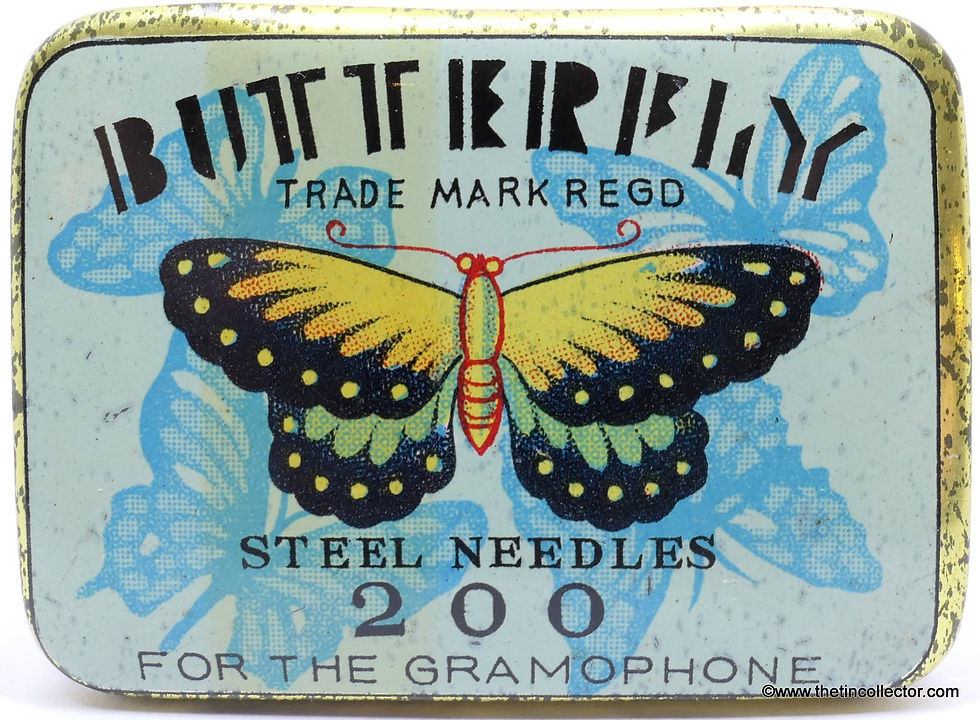 BUTTERFLY
TRADE MARK REGD
STEEL NEEDLES
200
FOR THE GRAMOPHONE
©www.thetincollector.com